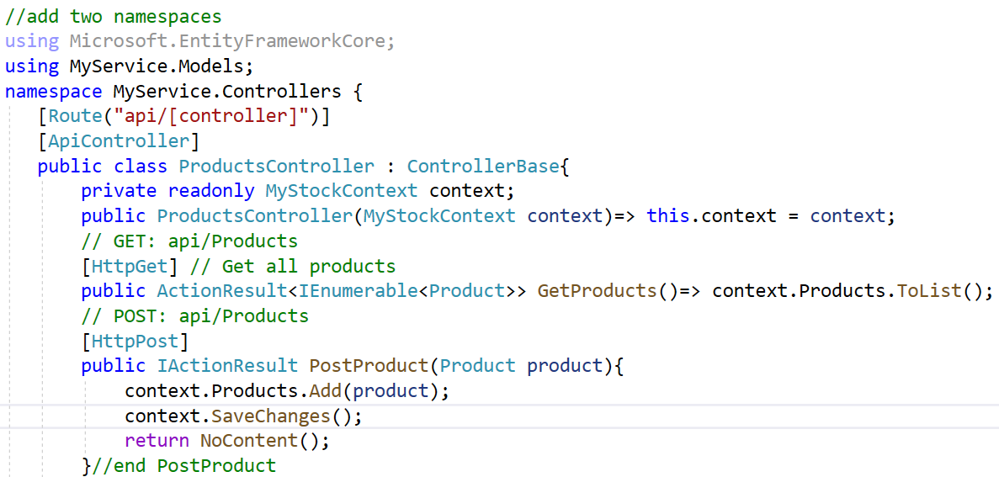 //add two namespaces
using Microsoft.EntityFrameworkCore;
using MyService.Models;
namespace MyService.Controllers {
[Route("api/[controller]")]
[ApiController]
public class ProductsController : ControllerBase{
private readonly MyStockContext context;
public ProductsController(MyStockContext context)=> this.context = context;
// GET: api/Products
[HttpGet] // Get all products
public ActionResult<IEnumerable<Product>> GetProducts()=> context.Products.ToList();
// POST: api/Products
[HttpPost]
public IActionResult PostProduct(Product product){
context.Products.Add(product);
context.SaveChanges();
return NoContent();
}//end PostProduct